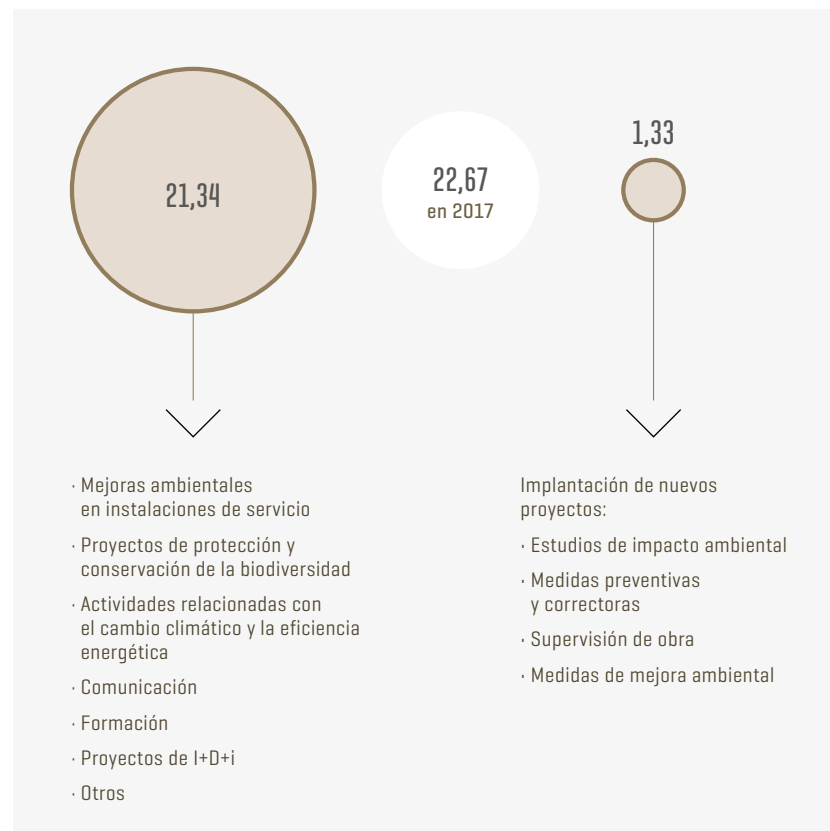 21,34
22,67
en 2017
1,33
· Mejoras ambientales
en instalaciones de servicio
· Proyectos de protección y
conservación de la biodiversidad
· Actividades relacionadas con
el cambio climático y la eficiencia
energética
· Comunicación
· Formación
· Proyectos de I+D+i
· Otros
Implantación de nuevos
proyectos:
· Estudios de impacto ambiental
· Medidas preventivas
y correctoras
· Supervisión de obra
· Medidas de mejora ambiental